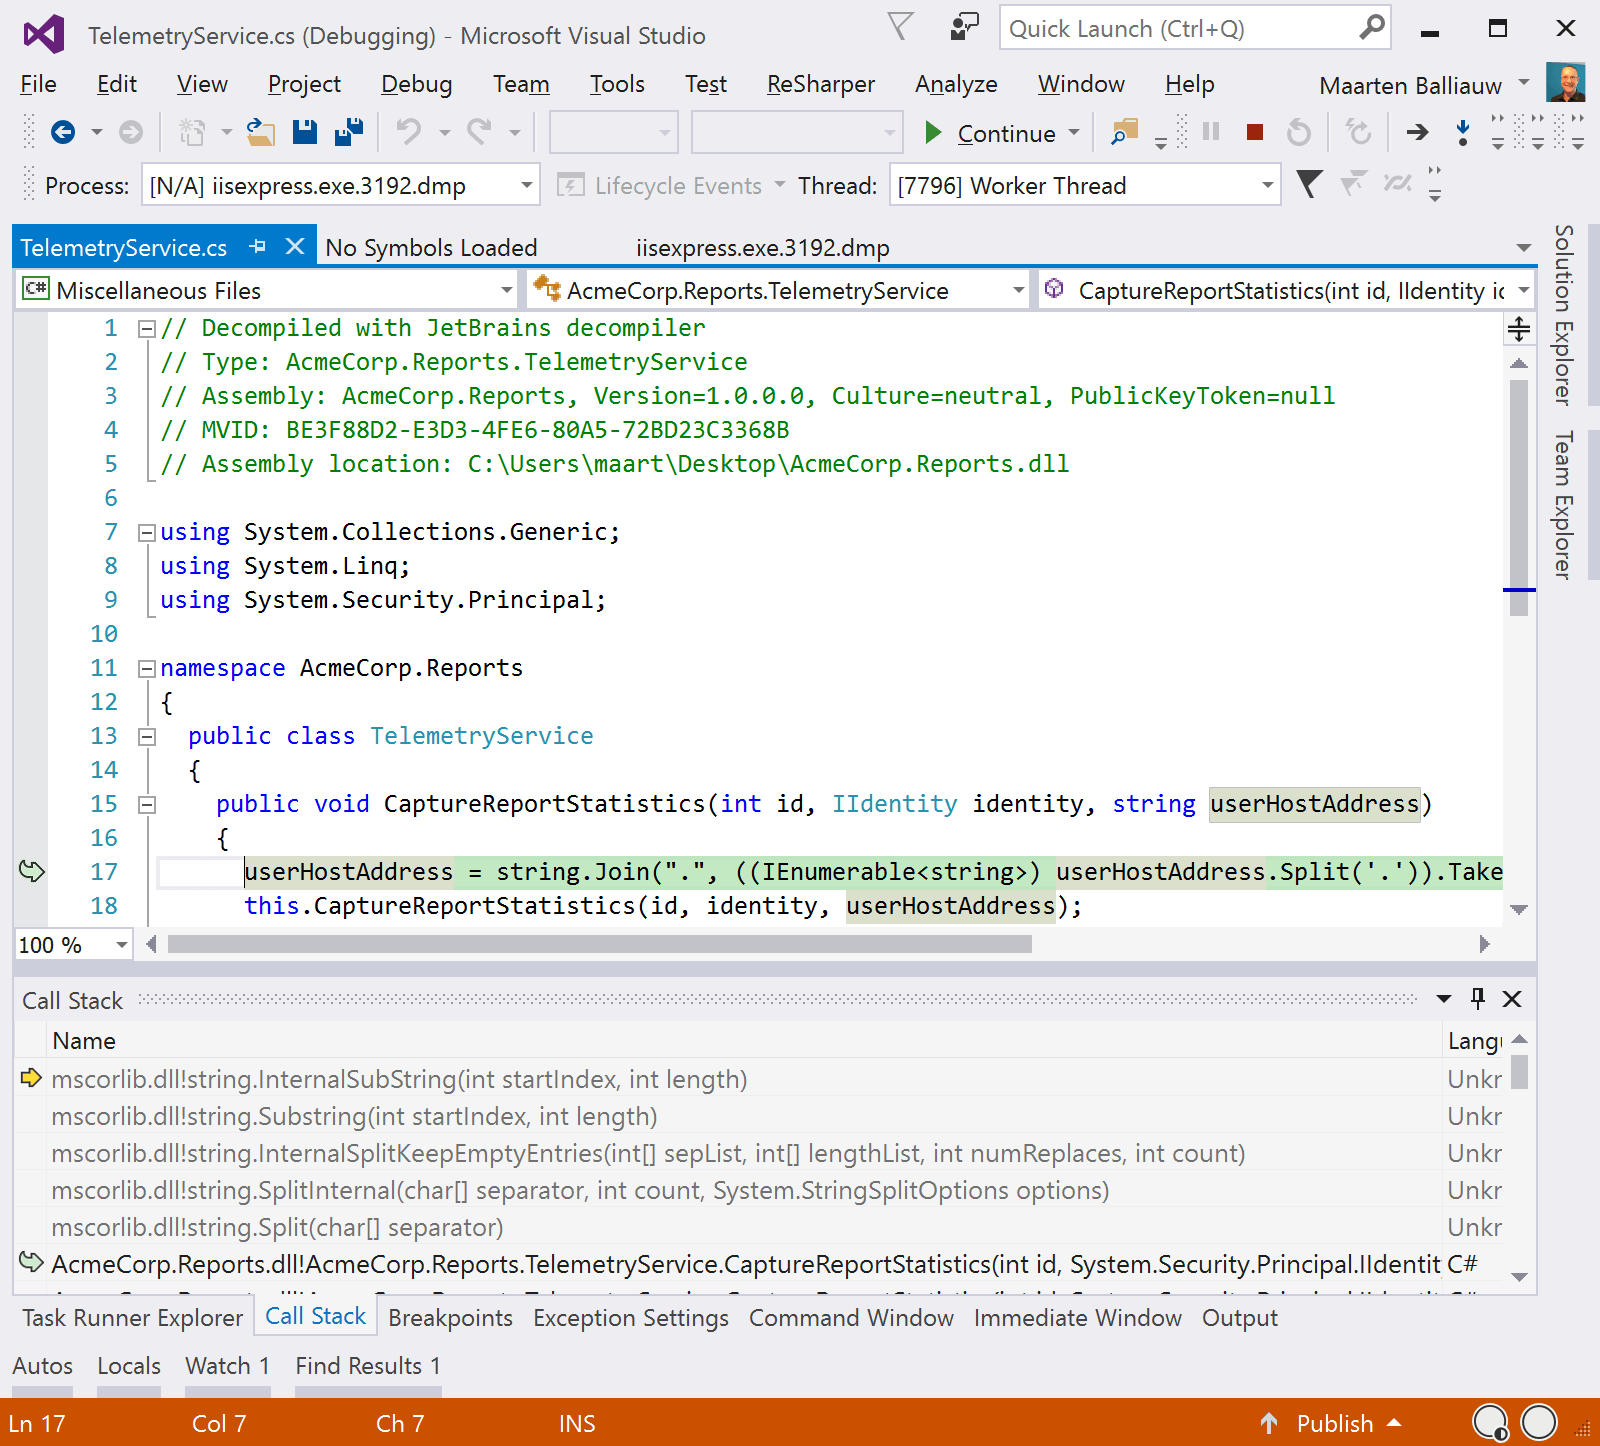 TelemetryService.cs (Debugging) - Microsoft Visual Studio
Quick Launch (Ctrl+Q)
File Edit View Project Debug Team Tools Test ReSharper Analyze Window Help Maarten Balliauw
Continue
Process: [N/A] iisexpress.exe.3192.dmp Lifecycle Events Thread: [7796] Worker Thread
TelemetryService.cs No Symbols Loaded iisexpress.exe.3192.dmp
C# Miscellaneous Files AcmeCorp.Reports.TelemetryService CaptureReportStatistics(int id, IIdentity ic
1 // Decompiled with JetBrains decompiler
2 // Type: AcmeCorp.Reports.TelemetryService
3 // Assembly: AcmeCorp.Reports, Version=1.0.0.0, Culture=neutral, PublicKeyToken=null
4 // MVID: BE3F88D2-E3D3-4FE6-80A5-72BD23C3368B
5 // Assembly location: C:\Users\maart\Desktop\AcmeCorp.Reports.dll
6
7 using System.Collections.Generic;
8 using System.Linq;
9 using System.Security.Principal;
10
11 namespace AcmeCorp.Reports
12 {
13 public class TelemetryService
14 {
15 public void CaptureReportStatistics(int id, IIdentity identity, string userHostAddress)
16 {
17 userHostAddress = string.Join(".", ((IEnumerable<string>) userHostAddress.Split('.')).Take
18 this.CaptureReportStatistics(id, identity, userHostAddress);
100 %
Solution Explorer
Team Explorer
Call Stack
Name Langu
mscorlib.dll!string.InternalSubString(int startIndex, int length) Unkr
mscorlib.dll!string.Substring(int startIndex, int length) Unkr
mscorlib.dll!string.InternalSplitKeepEmptyEntries(int[] sepList, int[] lengthList, int numReplaces, int count) Unkr
mscorlib.dll!string.SplitInternal(char[] separator, int count, System.StringSplitOptions options) Unkr
mscorlib.dll!string.Split(char[] separator) Unkr
AcmeCorp.Reports.dll!AcmeCorp.Reports.TelemetryService.CaptureReportStatistics(int id, System.Security.Principal.IIdentit C#
Task Runner Explorer Call Stack Breakpoints Exception Settings Command Window Immediate Window Output
Autos Locals Watch 1 Find Results 1
Ln 17 Col 7 Ch 7 INS Publish